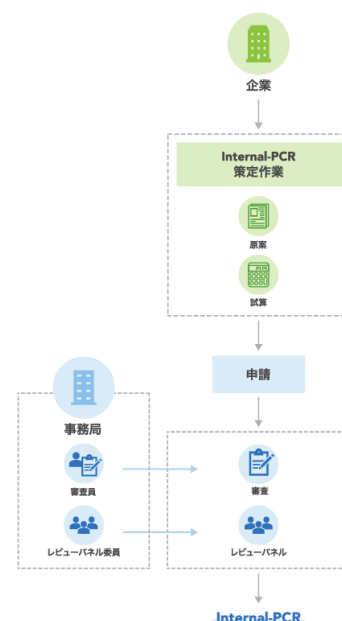 企業
Internal-PCR
策定作業
原案
試算
申請
事務局
審査員
レビューパネル委員
審査
レビューパネル
Internal-PCR